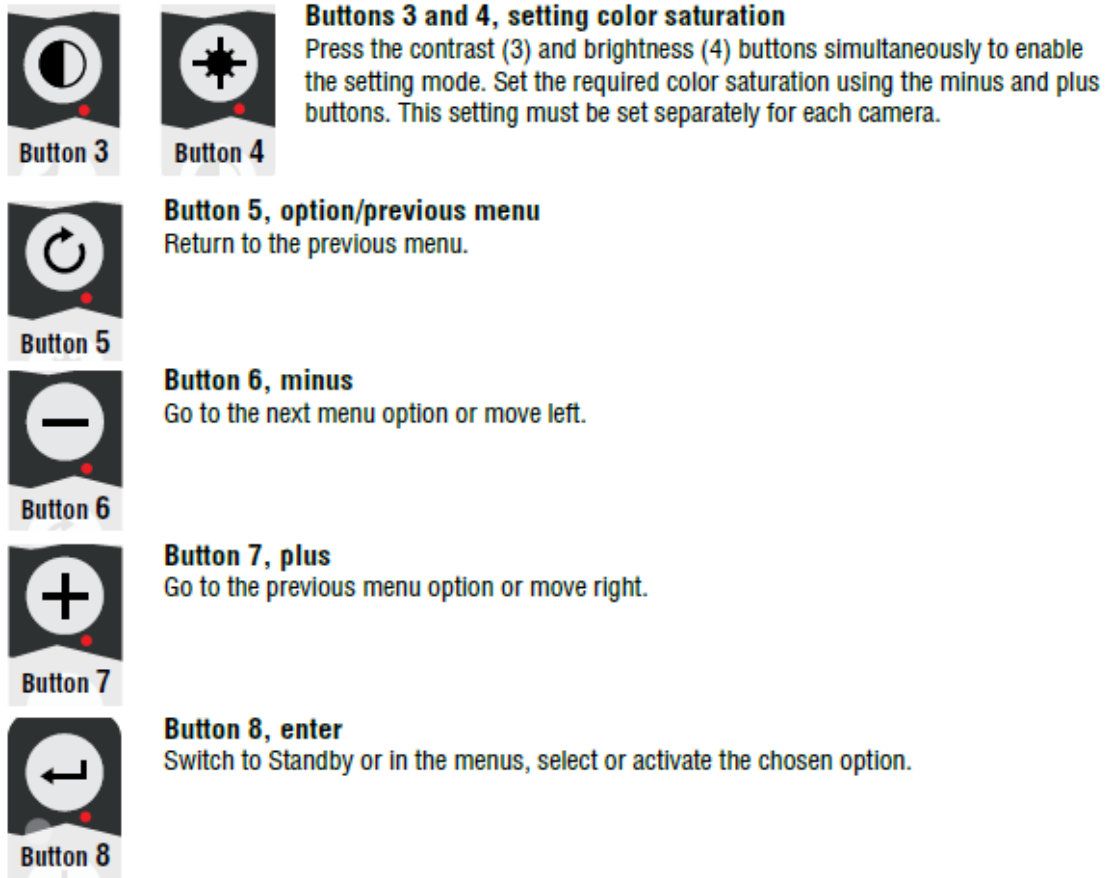 Buttons 3 and 4, setting color saturation
Press the contrast (3) and brightness (4) buttons simultaneously to enable
the setting mode. Set the required color saturation using the minus and plus
buttons. This setting must be set separately for each camera.
Button 3
Button 4
Button 5, option/previous menu
Return to the previous menu.
Button 5
Button 6, minus
Go to the next menu option or move left.
Button 6
Button 7, plus
Go to the previous menu option or move right.
Button 7
Button 8, enter
Switch to Standby or in the menus, select or activate the chosen option.
Button 8